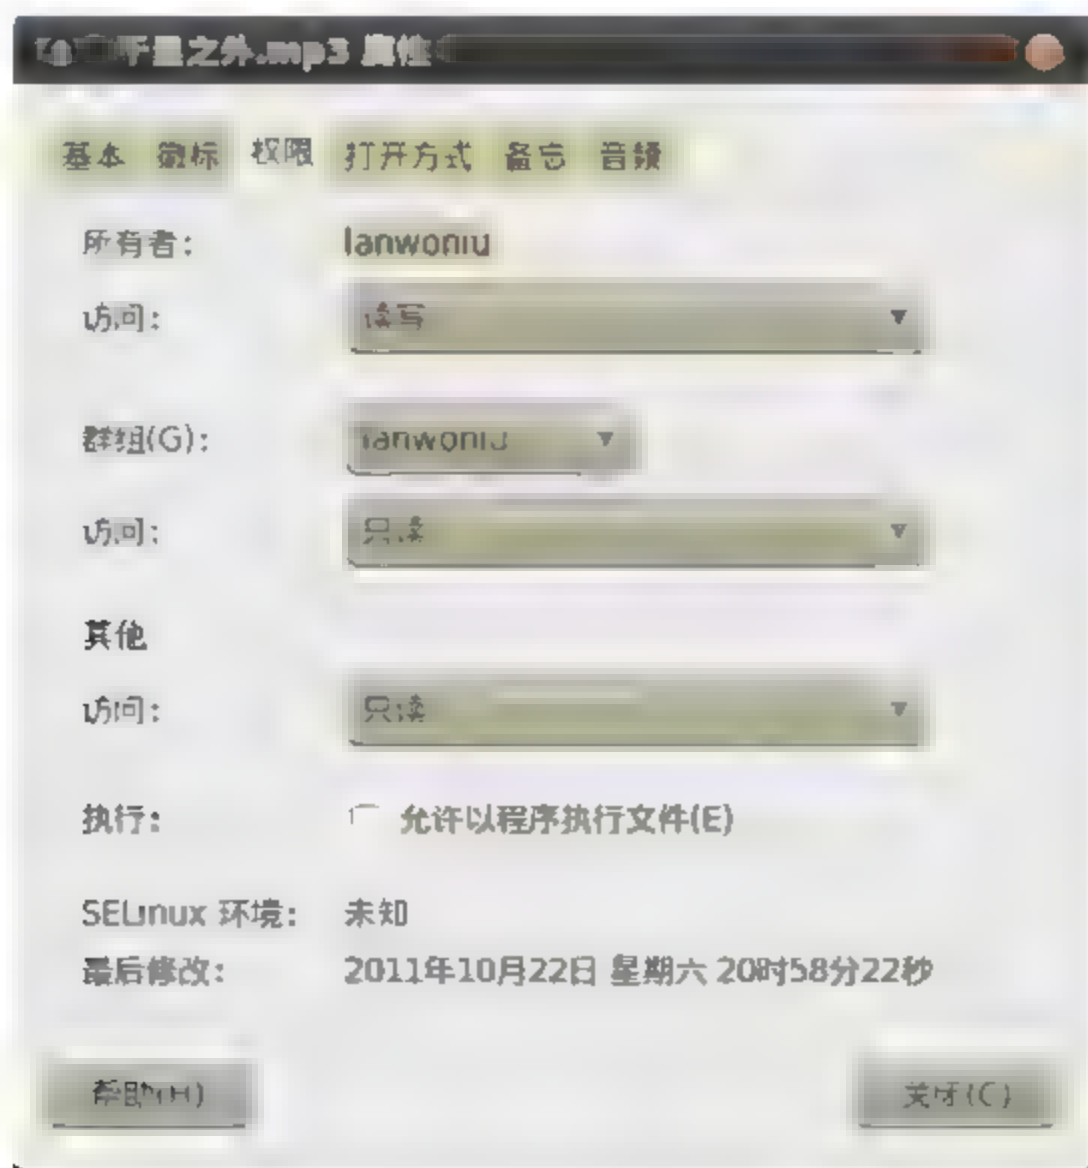 之外.mp3 属性
基本 徽标 权限 打开方式 备忘 音频
所有者: lanwoniu
访问: 读写
群组(G): lanwoniu
访问: 只读
其他
访问: 只读
执行: 允许以程序执行文件(E)
SELinux 环境: 未知
最后修改: 2011年10月22日 星期六 20时58分22秒
帮助(H) 关闭(C)